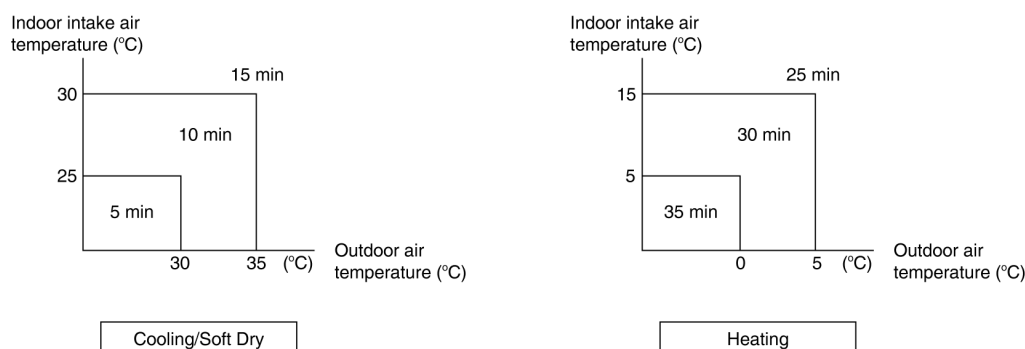 Indoor intake air
temperature (°C)
15 min
30
10 min
25
5 min
30 35 (°C)
Outdoor air
temperature (°C)
Cooling/Soft Dry
Indoor intake air
temperature (°C)
25 min
15
30 min
5
35 min
0 5 (°C)
Outdoor air
temperature (°C)
Heating